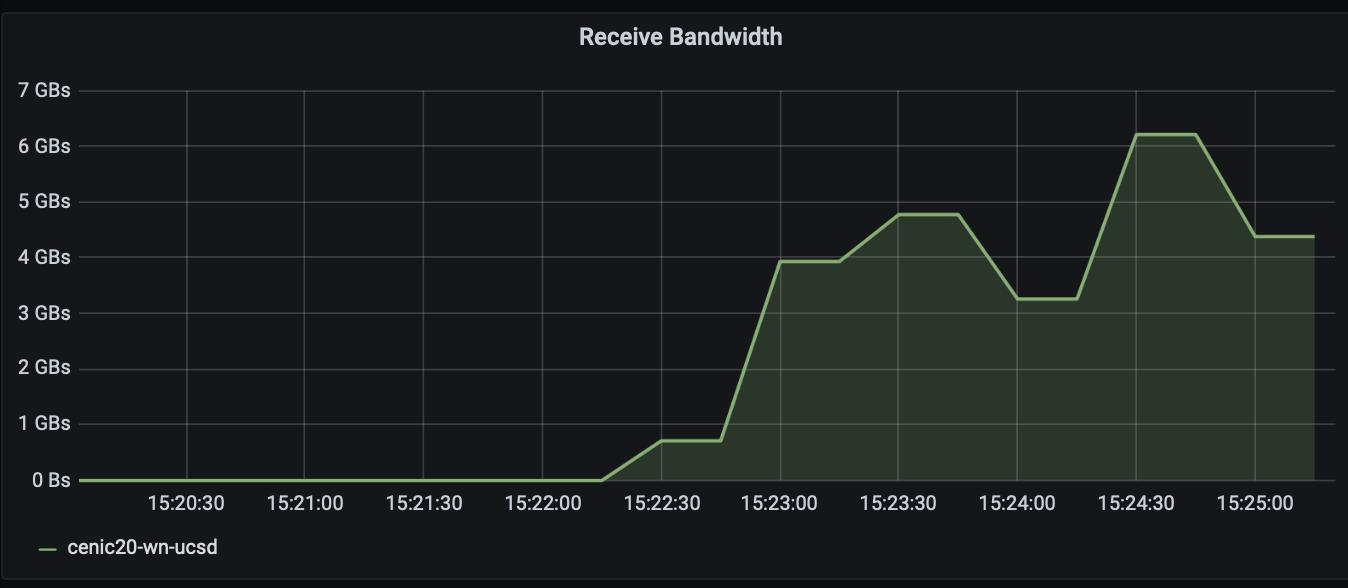 Receive Bandwidth
7 GBs
6 GBs
5 GBs
4 GBs
3 GBs
2 GBs
1 GBs
0 Bs
15:20:30 15:21:00 15:21:30 15:22:00 15:22:30 15:23:00 15:23:30 15:24:00 15:24:30 15:25:00
cenic20-wn-ucsd